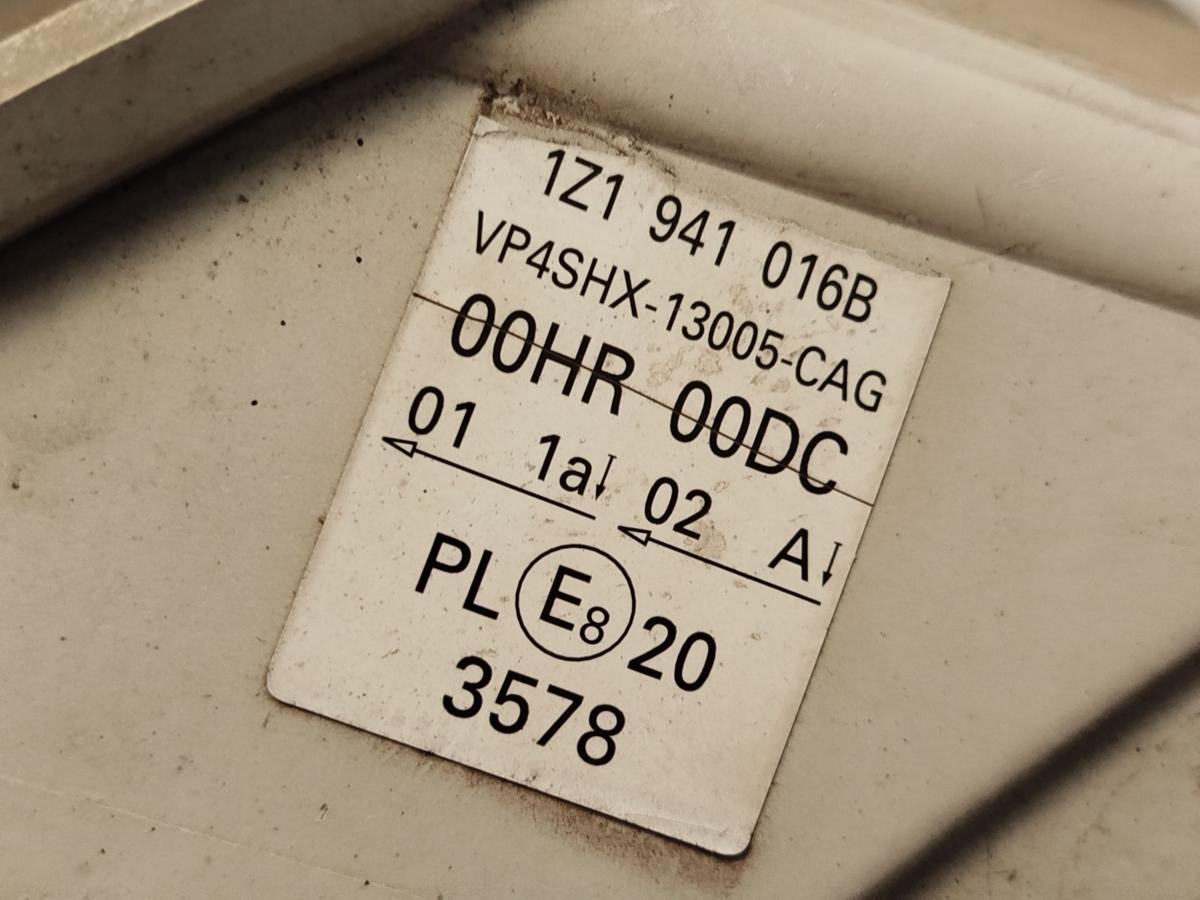 1Z1 941 016B
VP4SHX-13005-CAG
00HR 00DC
01 1a 02 A
PL E8 20
3578